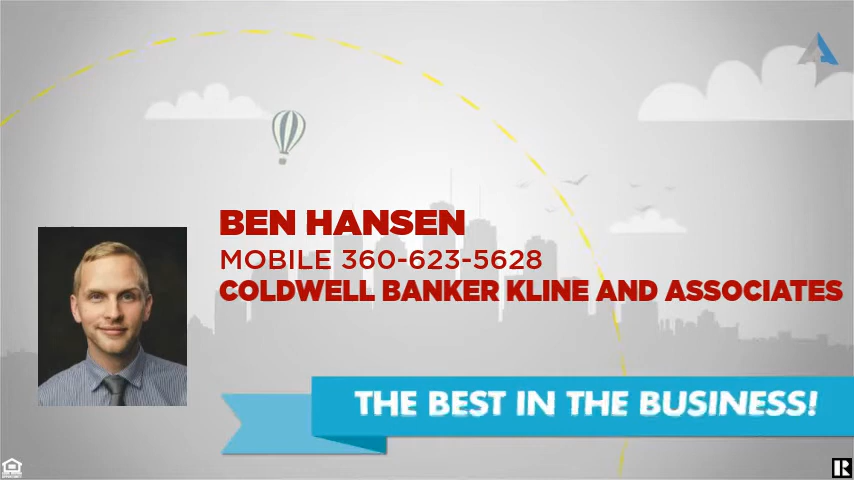 BEN HANSEN
MOBILE 360-623-5628
COLDWELL BANKER KLINE AND ASSOCIATES
THE BEST IN THE BUSINESS!